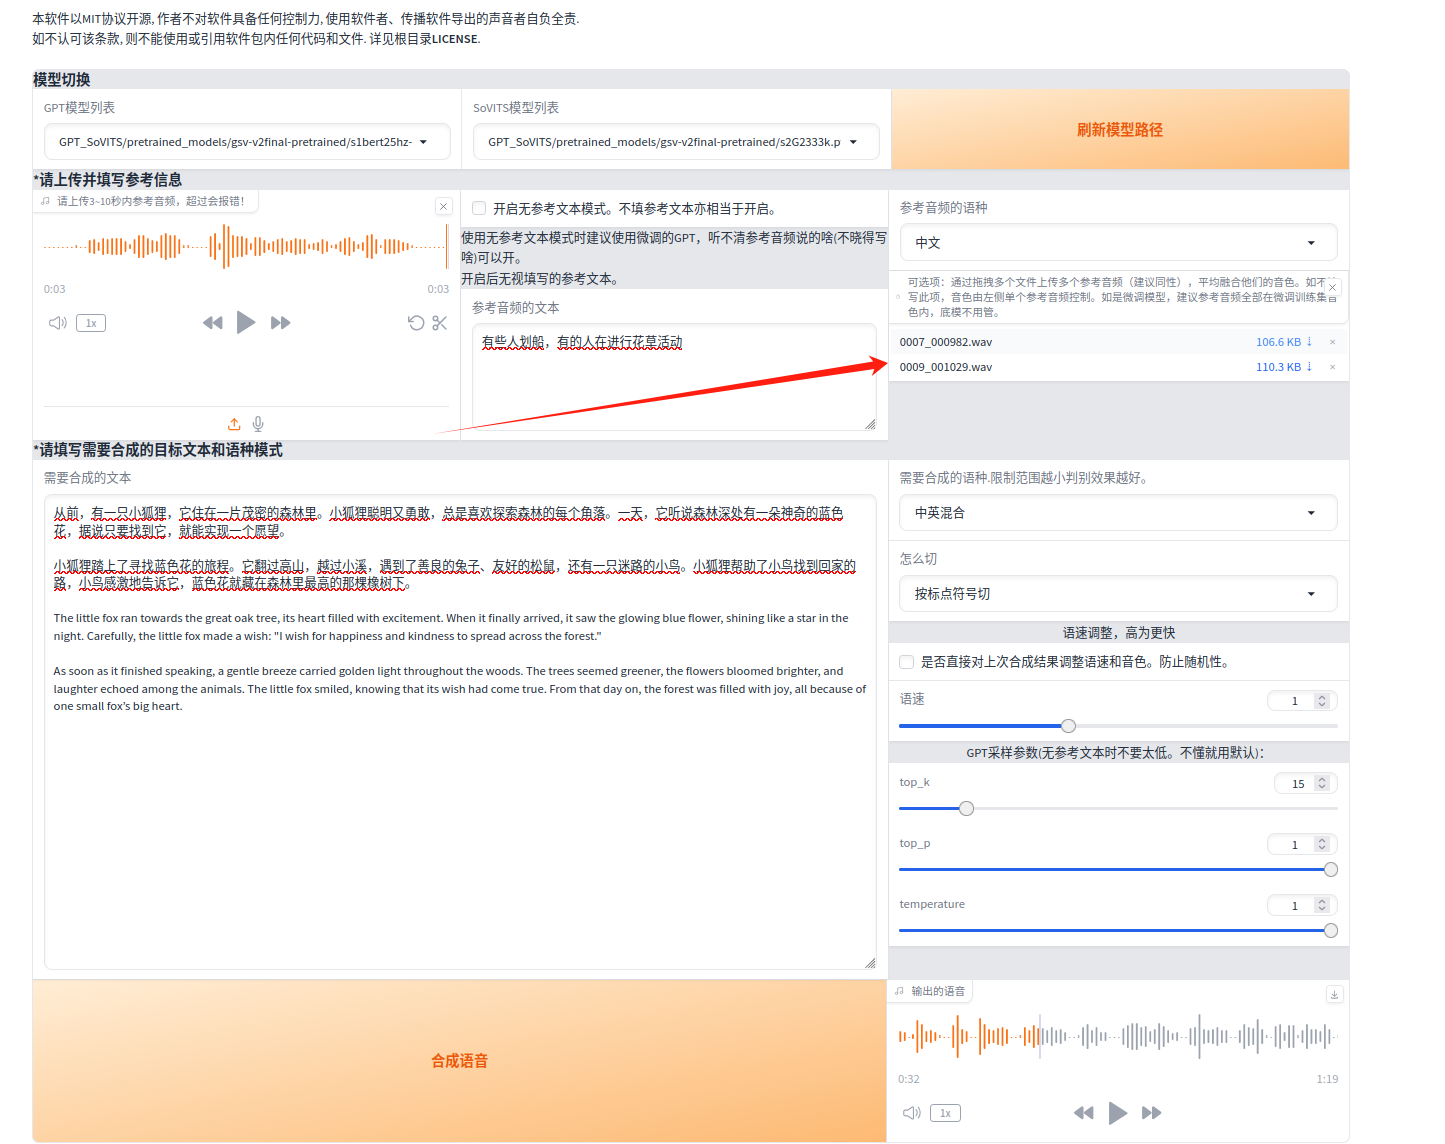 本软件以MIT协议开源, 作者不对软件具备任何控制力, 使用软件者、传播软件导出的声音者自负全责.
如不认可该条款, 则不能使用或引用软件包内任何代码和文件. 详见根目录LICENSE.
模型切换
GPT模型列表
GPT_SoVITS/pretrained_models/gsv-v2final-pretrained/s1bert25hz-
SoVITS模型列表
GPT_SoVITS/pretrained_models/gsv-v2final-pretrained/s2G2333k.p
刷新模型路径
*请上传并填写参考信息
请上传3~10秒内参考音频，超过会报错！
0:03
0:03
1x
开启无参考文本模式。不填参考文本亦相当于开启。
使用无参考文本模式时建议使用微调的GPT，听不清参考音频说的啥(不晓得写
啥)可以开。
开启后无视填写的参考文本。
参考音频的文本
有些人划船，有的人在进行花草活动
参考音频的语种
中文
可选项：通过拖拽多个文件上传多个参考音频（建议同性），平均融合他们的音色。如不
写此项，音色由左侧单个参考音频控制。如是微调模型，建议参考音频全部在微调训练集音
色内，底模不用管。
0007_000982.wav 106.6 KB ⇣ ×
0009_001029.wav 110.3 KB ⇣ ×
*请填写需要合成的目标文本和语种模式
需要合成的文本
从前，有一只小狐狸，它住在一片茂密的森林里。小狐狸聪明又勇敢，总是喜欢探索森林的每个角落。一天，它听说森林深处有一朵神奇的蓝色
花，据说只要找到它，就能实现一个愿望。
小狐狸踏上了寻找蓝色花的旅程。它翻过高山，越过小溪，遇到了善良的兔子、友好的松鼠，还有一只迷路的小鸟。小狐狸帮助了小鸟找到回家的
路，小鸟感激地告诉它，蓝色花就藏在森林里最高的那棵橡树下。
The little fox ran towards the great oak tree, its heart filled with excitement. When it finally arrived, it saw the glowing blue flower, shining like a star in the
night. Carefully, the little fox made a wish: "I wish for happiness and kindness to spread across the forest."
As soon as it finished speaking, a gentle breeze carried golden light throughout the woods. The trees seemed greener, the flowers bloomed brighter, and
laughter echoed among the animals. The little fox smiled, knowing that its wish had come true. From that day on, the forest was filled with joy, all because of
one small fox's big heart.
需要合成的语种.限制范围越小判别效果越好。
中英混合
怎么切
按标点符号切
语速调整，高为更快
是否直接对上次合成结果调整语速和音色。防止随机性。
语速
1
GPT采样参数(无参考文本时不要太低。不懂就用默认)：
top_k
15
top_p
1
temperature
1
合成语音
输出的语音
0:32
1:19
1x